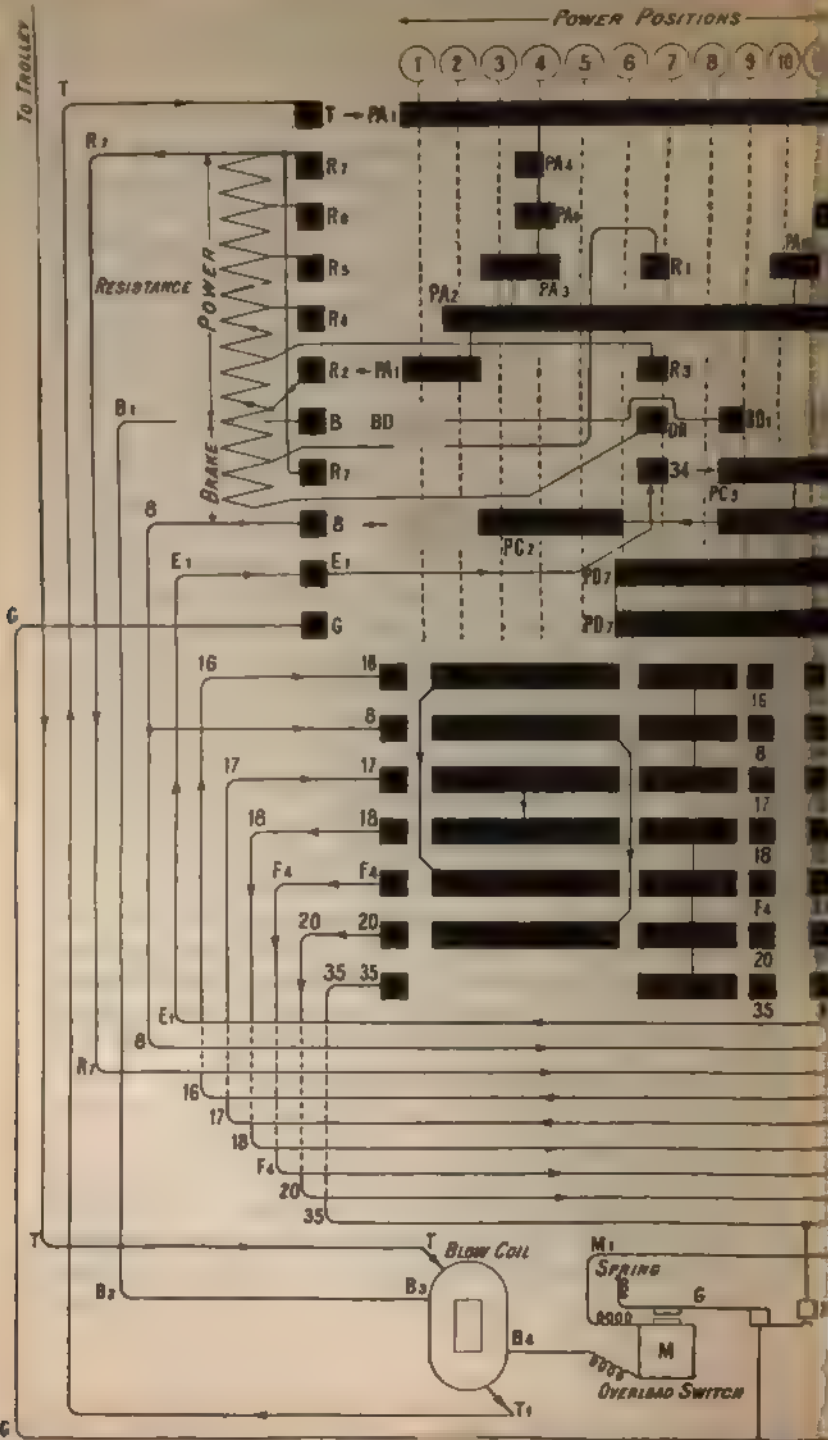 POWER POSITIONS
TO TROLLEY
1 2 3 4 5 6 7 8 9 10
T
T PA1
R7
R7 PA4
R6 PA5
RESISTANCE
POWER
R5 PA3 R1
PA2
R4
R2 PA1 R3
B1
B BD BD1
BRAKE
R7 34
PC3
8
8 PC2
E1
E1 PD7
G
G PD7
16 16
16
8
8
17 17
17
18 18
18
F4 F4
F4
20 20
20
35 35
35
E1
8
R7
16
17
18
F4
20
35
T T BLOW COIL M1
SPRING
B2 B3 G
B4 M
OVERLOAD SWITCH
T1
G